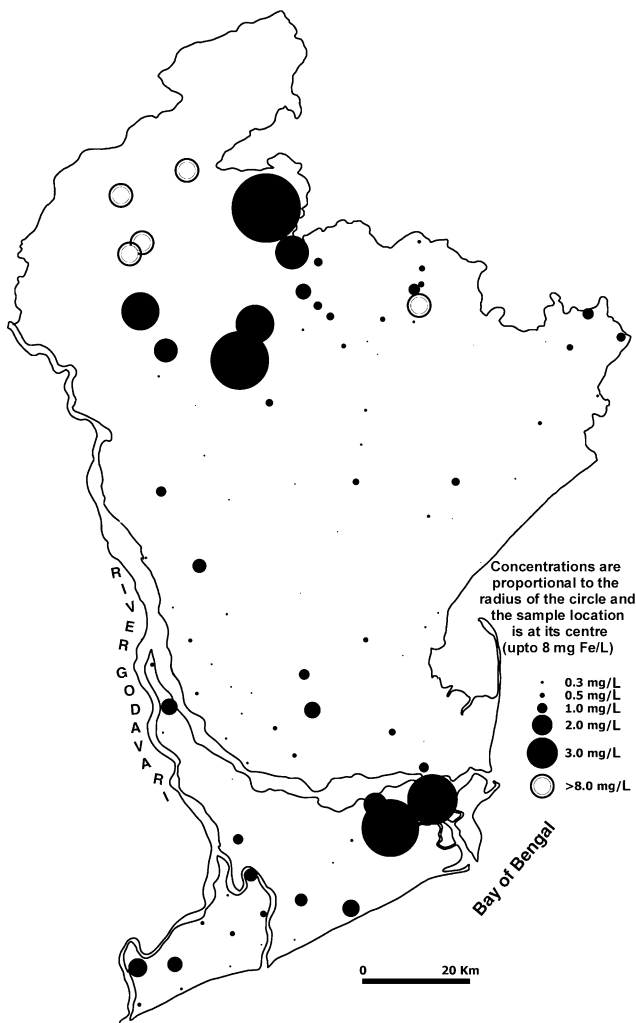 RIVER GODAVARI
Concentrations are
proportional to the
radius of the circle and
the sample location
is at its centre
(upto 8 mg Fe/L)
0.3 mg/L
0.5 mg/L
1.0 mg/L
2.0 mg/L
3.0 mg/L
>8.0 mg/L
Bay of Bengal
0 20 Km